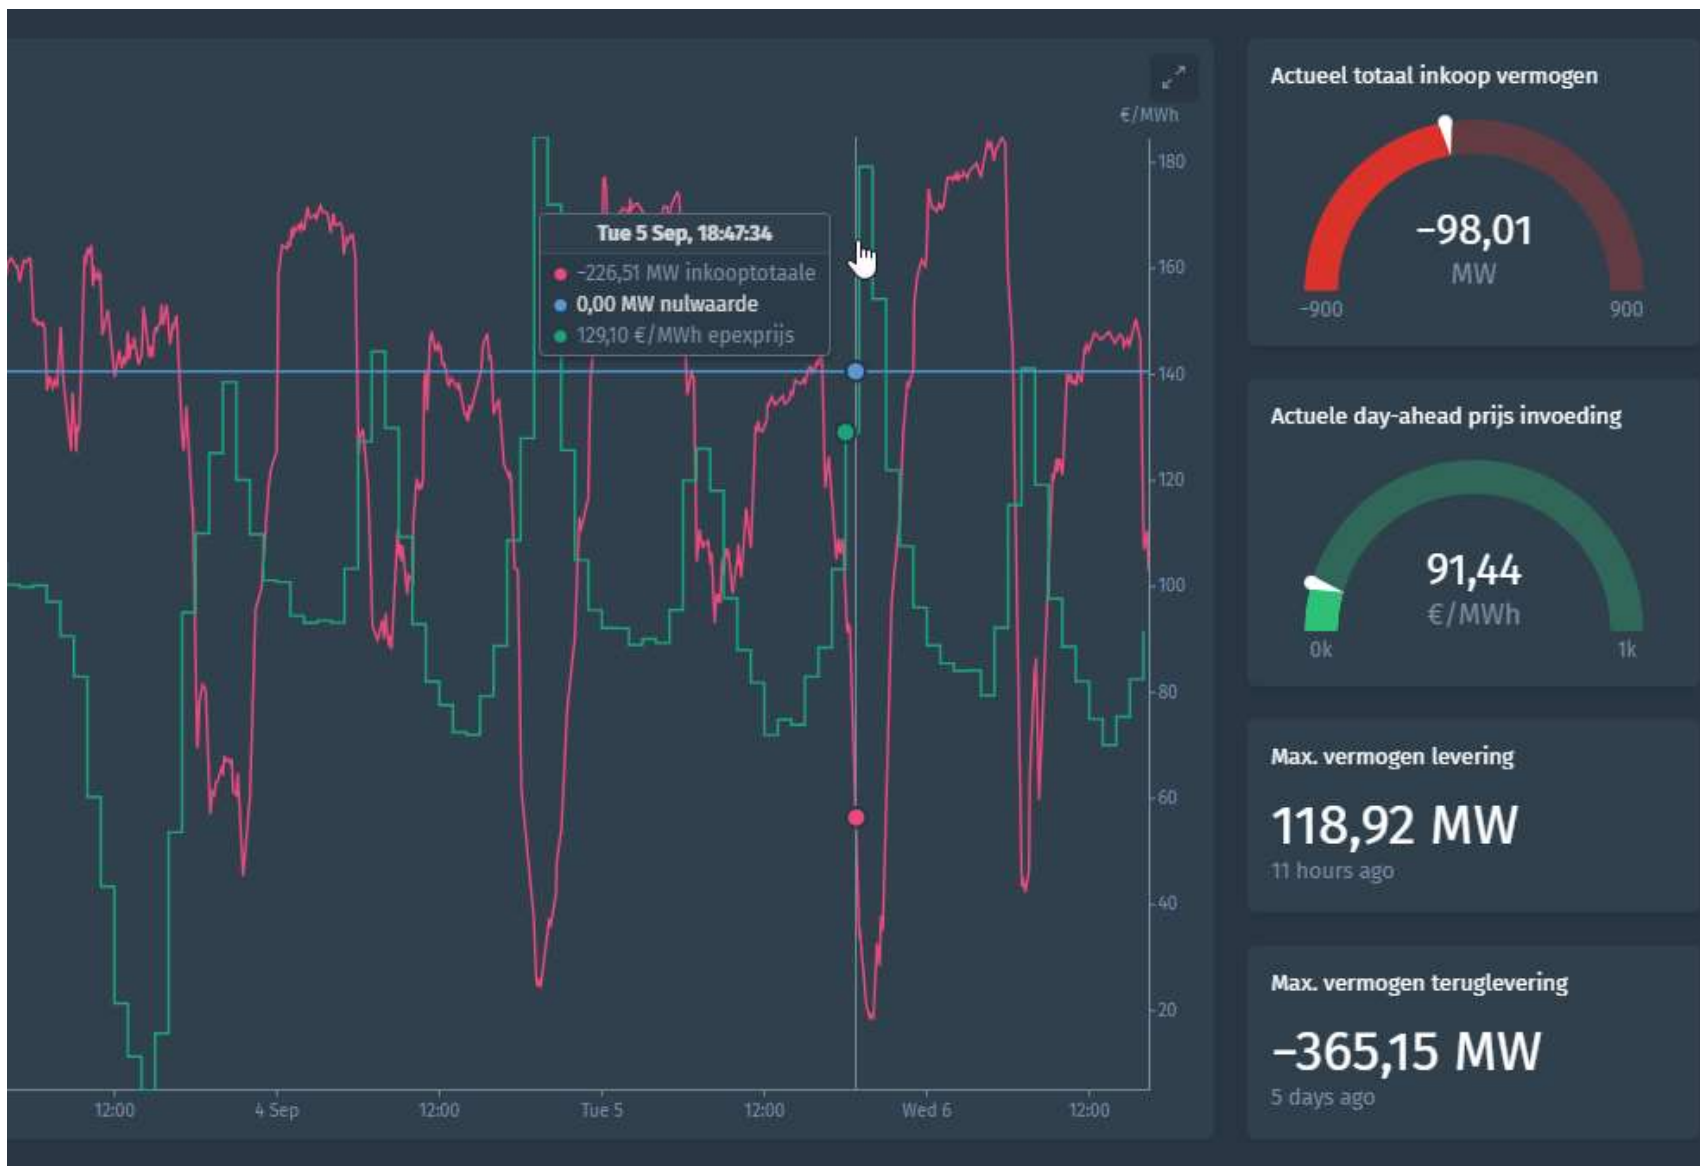 €/MWh
180
160
140
120
100
80
60
40
20
Tue 5 Sep, 18:47:34
-226,51 MW inkooptotaale
0,00 MW nulwaarde
129,10 €/MWh epexprijs
12:00 4 Sep 12:00 Tue 5 12:00 Wed 6 12:00
Actueel totaal inkoop vermogen
-98,01
MW
-900 900
Actuele day-ahead prijs invoeding
91,44
€/MWh
0k 1k
Max. vermogen levering
118,92 MW
11 hours ago
Max. vermogen teruglevering
-365,15 MW
5 days ago